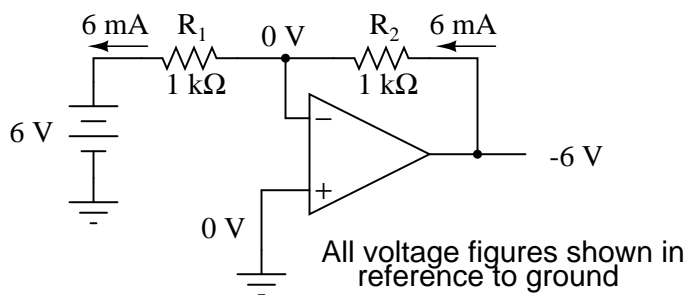 6 mA R1 0 V R2 6 mA
1 kΩ 1 kΩ
6 V
−
-6 V
+
0 V
All voltage figures shown in
reference to ground